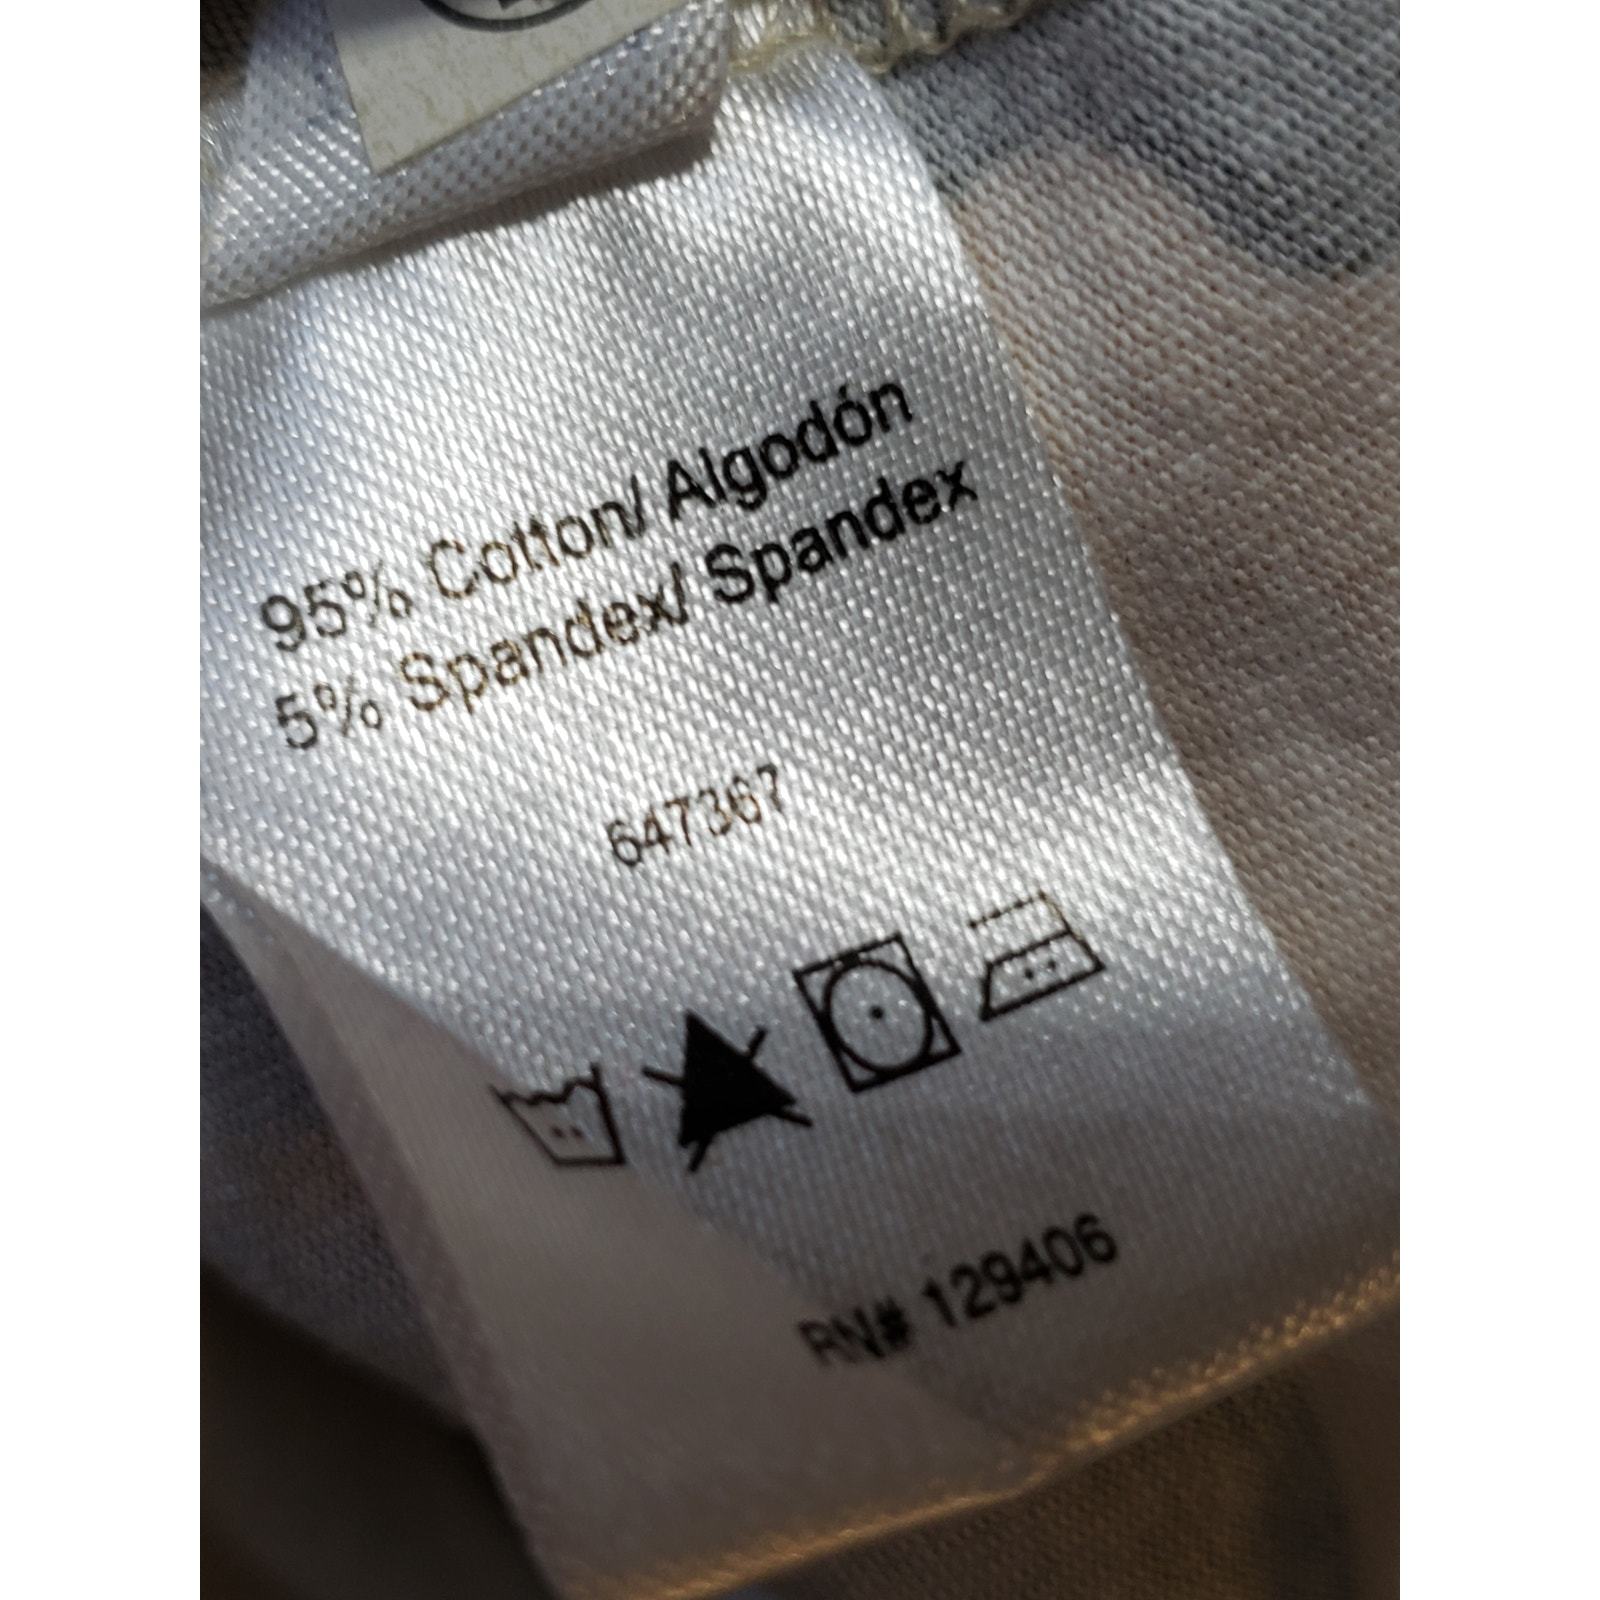 95% Cotton/ Algodón
5% Spandex/ Spandex
647367
RN# 129406